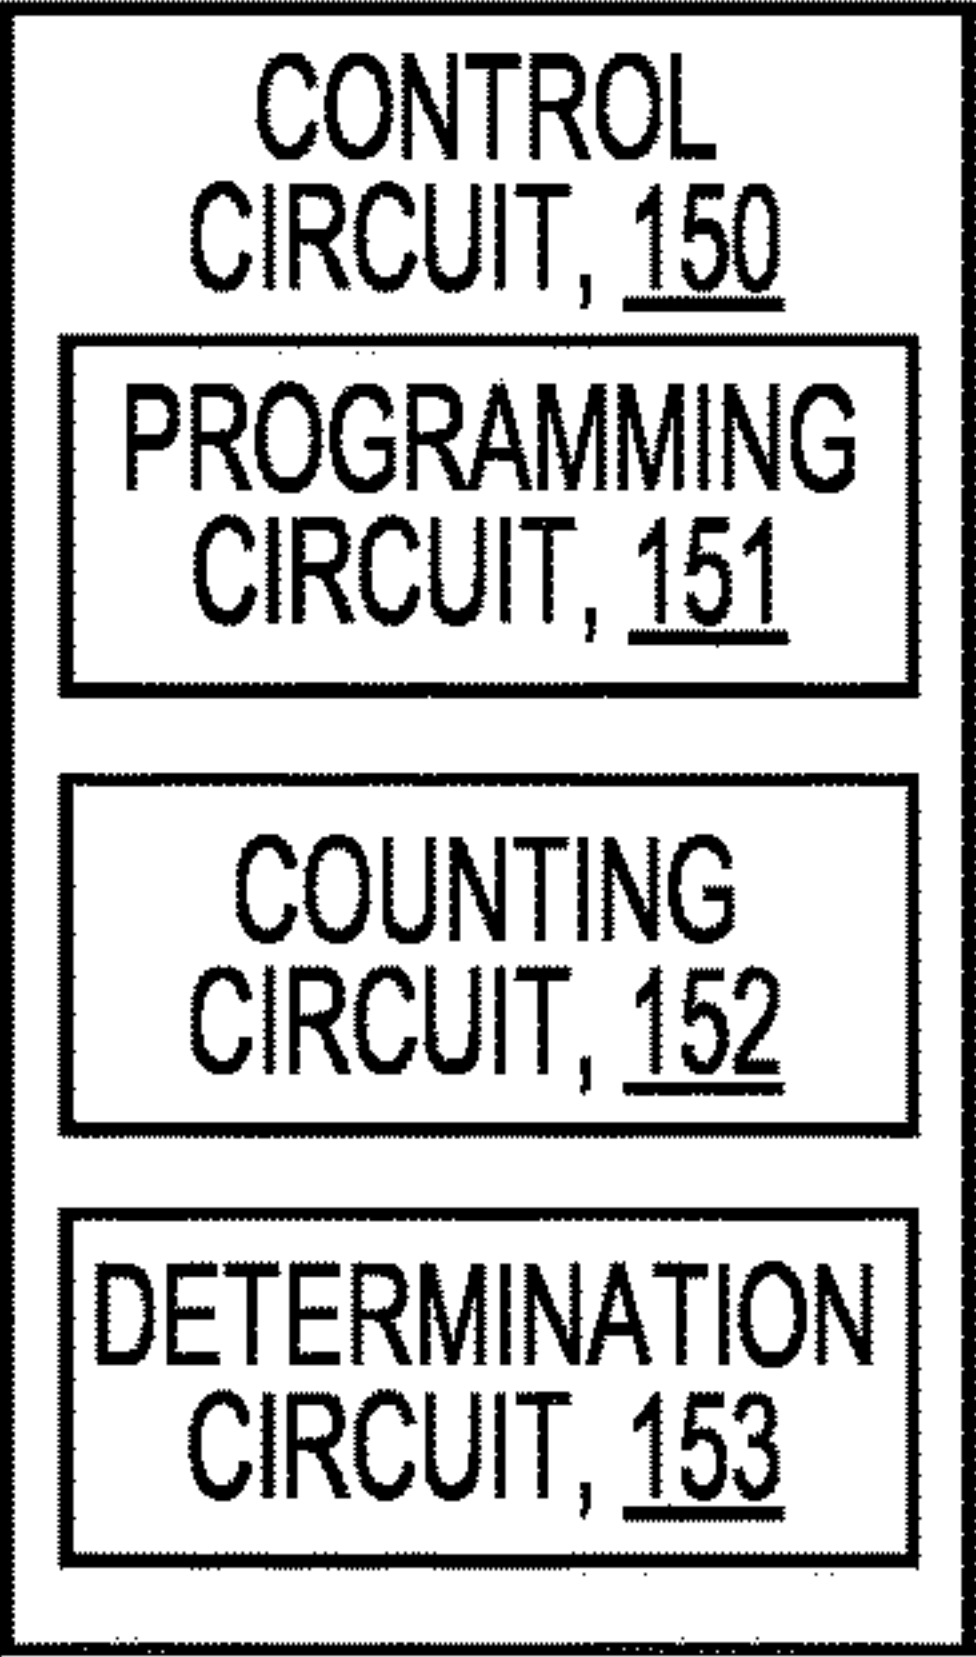 CONTROL
CIRCUIT, 150
PROGRAMMING
CIRCUIT, 151
COUNTING
CIRCUIT, 152
DETERMINATION
CIRCUIT, 153